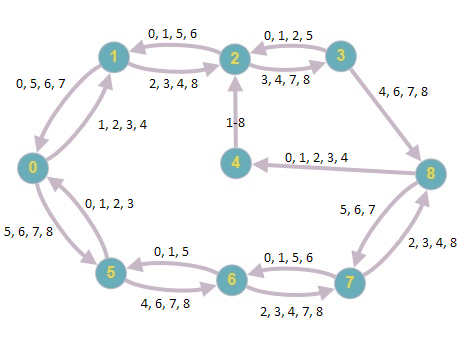 0, 1, 5, 6
0, 1, 2, 5
1
2
3
2, 3, 4, 8
3, 4, 7, 8
0, 5, 6, 7
4, 6, 7, 8
1, 2, 3, 4
1-8
0
4
0, 1, 2, 3, 4
8
0, 1, 2, 3
5, 6, 7
5, 6, 7, 8
2, 3, 4, 8
0, 1, 5
0, 1, 5, 6
5
6
7
4, 6, 7, 8
2, 3, 4, 7, 8